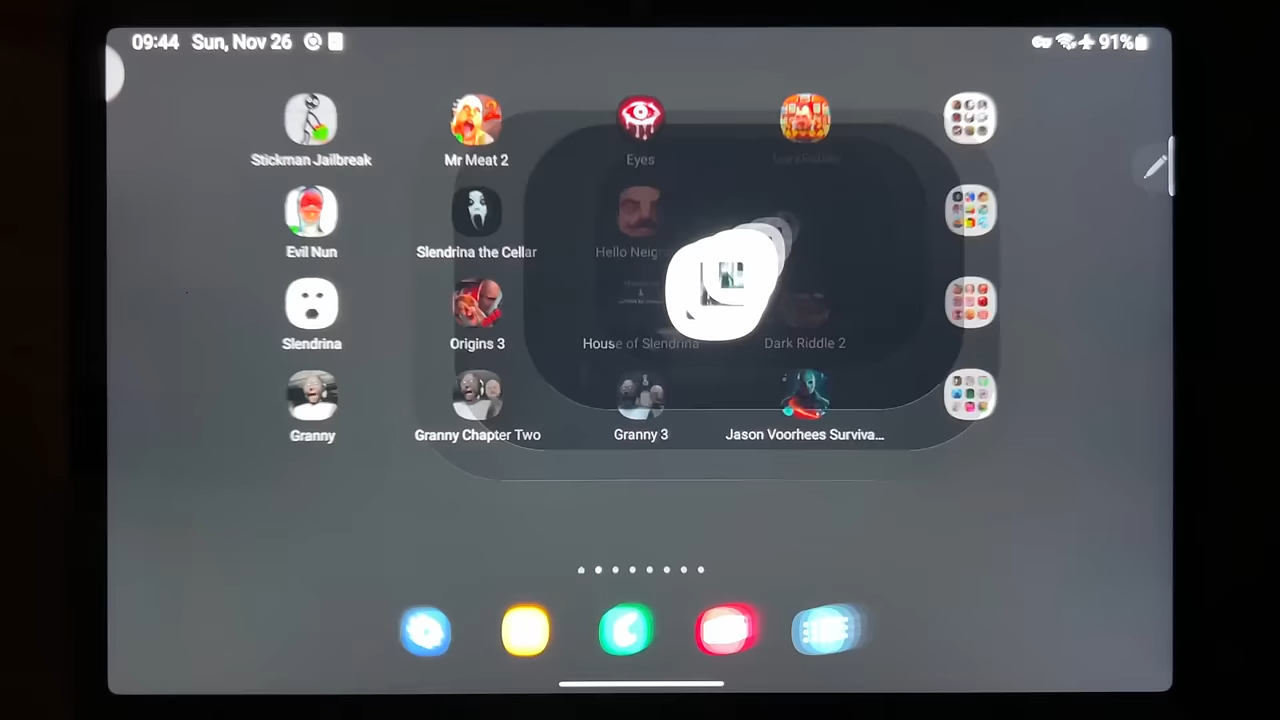 09:44 Sun, Nov 26 91%
Stickman Jailbreak Mr Meat 2 Eyes
Evil Nun Slendrina the Cellar Hello Neig
Slendrina Origins 3 House of Slendrina Dark Riddle 2
Granny Granny Chapter Two Granny 3 Jason Voorhees Surviva...